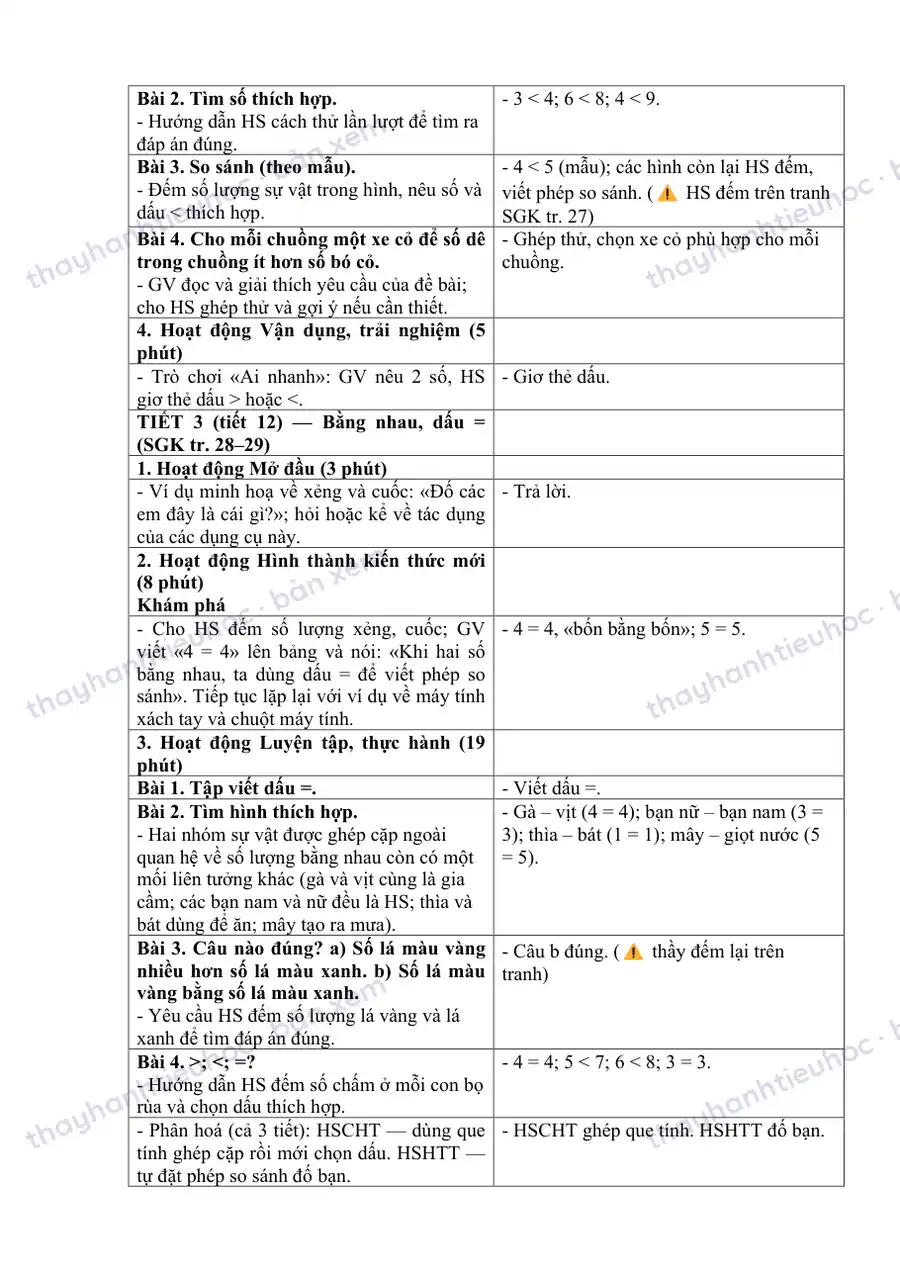 Bài 2. Tìm số thích hợp.
- Hướng dẫn HS cách thử lần lượt để tìm ra
đáp án đúng.
- 3 < 4; 6 < 8; 4 < 9.
Bài 3. So sánh (theo mẫu).
- Đếm số lượng sự vật trong hình, nêu số và
dấu < thích hợp.
- 4 < 5 (mẫu); các hình còn lại HS đếm,
viết phép so sánh. ( ⚠ HS đếm trên tranh
SGK tr. 27)
Bài 4. Cho mỗi chuồng một xe cỏ để số dê
trong chuồng ít hơn số bó cỏ.
- GV đọc và giải thích yêu cầu của đề bài;
cho HS ghép thử và gợi ý nếu cần thiết.
- Ghép thử, chọn xe cỏ phù hợp cho mỗi
chuồng.
4. Hoạt động Vận dụng, trải nghiệm (5
phút)
- Trò chơi «Ai nhanh»: GV nêu 2 số, HS
giơ thẻ dấu > hoặc <.
- Giơ thẻ dấu.
TIẾT 3 (tiết 12) — Bằng nhau, dấu =
(SGK tr. 28–29)
1. Hoạt động Mở đầu (3 phút)
- Ví dụ minh hoạ về xẻng và cuốc: «Đố các
em đây là cái gì?»; hỏi hoặc kể về tác dụng
của các dụng cụ này.
- Trả lời.
2. Hoạt động Hình thành kiến thức mới
(8 phút)
Khám phá
- Cho HS đếm số lượng xẻng, cuốc; GV
viết «4 = 4» lên bảng và nói: «Khi hai số
bằng nhau, ta dùng dấu = để viết phép so
sánh». Tiếp tục lặp lại với ví dụ về máy tính
xách tay và chuột máy tính.
- 4 = 4, «bốn bằng bốn»; 5 = 5.
3. Hoạt động Luyện tập, thực hành (19
phút)
Bài 1. Tập viết dấu =.
- Viết dấu =.
Bài 2. Tìm hình thích hợp.
- Hai nhóm sự vật được ghép cặp ngoài
quan hệ về số lượng bằng nhau còn có một
mối liên tưởng khác (gà và vịt cùng là gia
cầm; các bạn nam và nữ đều là HS; thìa và
bát dùng để ăn; mây tạo ra mưa).
- Gà – vịt (4 = 4); bạn nữ – bạn nam (3 =
3); thìa – bát (1 = 1); mây – giọt nước (5
= 5).
Bài 3. Câu nào đúng? a) Số lá màu vàng
nhiều hơn số lá màu xanh. b) Số lá màu
vàng bằng số lá màu xanh.
- Yêu cầu HS đếm số lượng lá vàng và lá
xanh để tìm đáp án đúng.
- Câu b đúng. ( ⚠ thầy đếm lại trên
tranh)
Bài 4. >; <; =?
- Hướng dẫn HS đếm số chấm ở mỗi con bọ
rùa và chọn dấu thích hợp.
- 4 = 4; 5 < 7; 6 < 8; 3 = 3.
- Phân hoá (cả 3 tiết): HSCHT — dùng que
tính ghép cặp rồi mới chọn dấu. HSHTT —
tự đặt phép so sánh đố bạn.
- HSCHT ghép que tính. HSHTT đố bạn.
thayhanhtieuhoc · bản xem
thayhanhtieuhoc · b
thayhanhtieuhoc · bản xem
thayhanhtieuhoc · b
thayhanhtieuhoc · bản xem
thayhanhtieuhoc · b